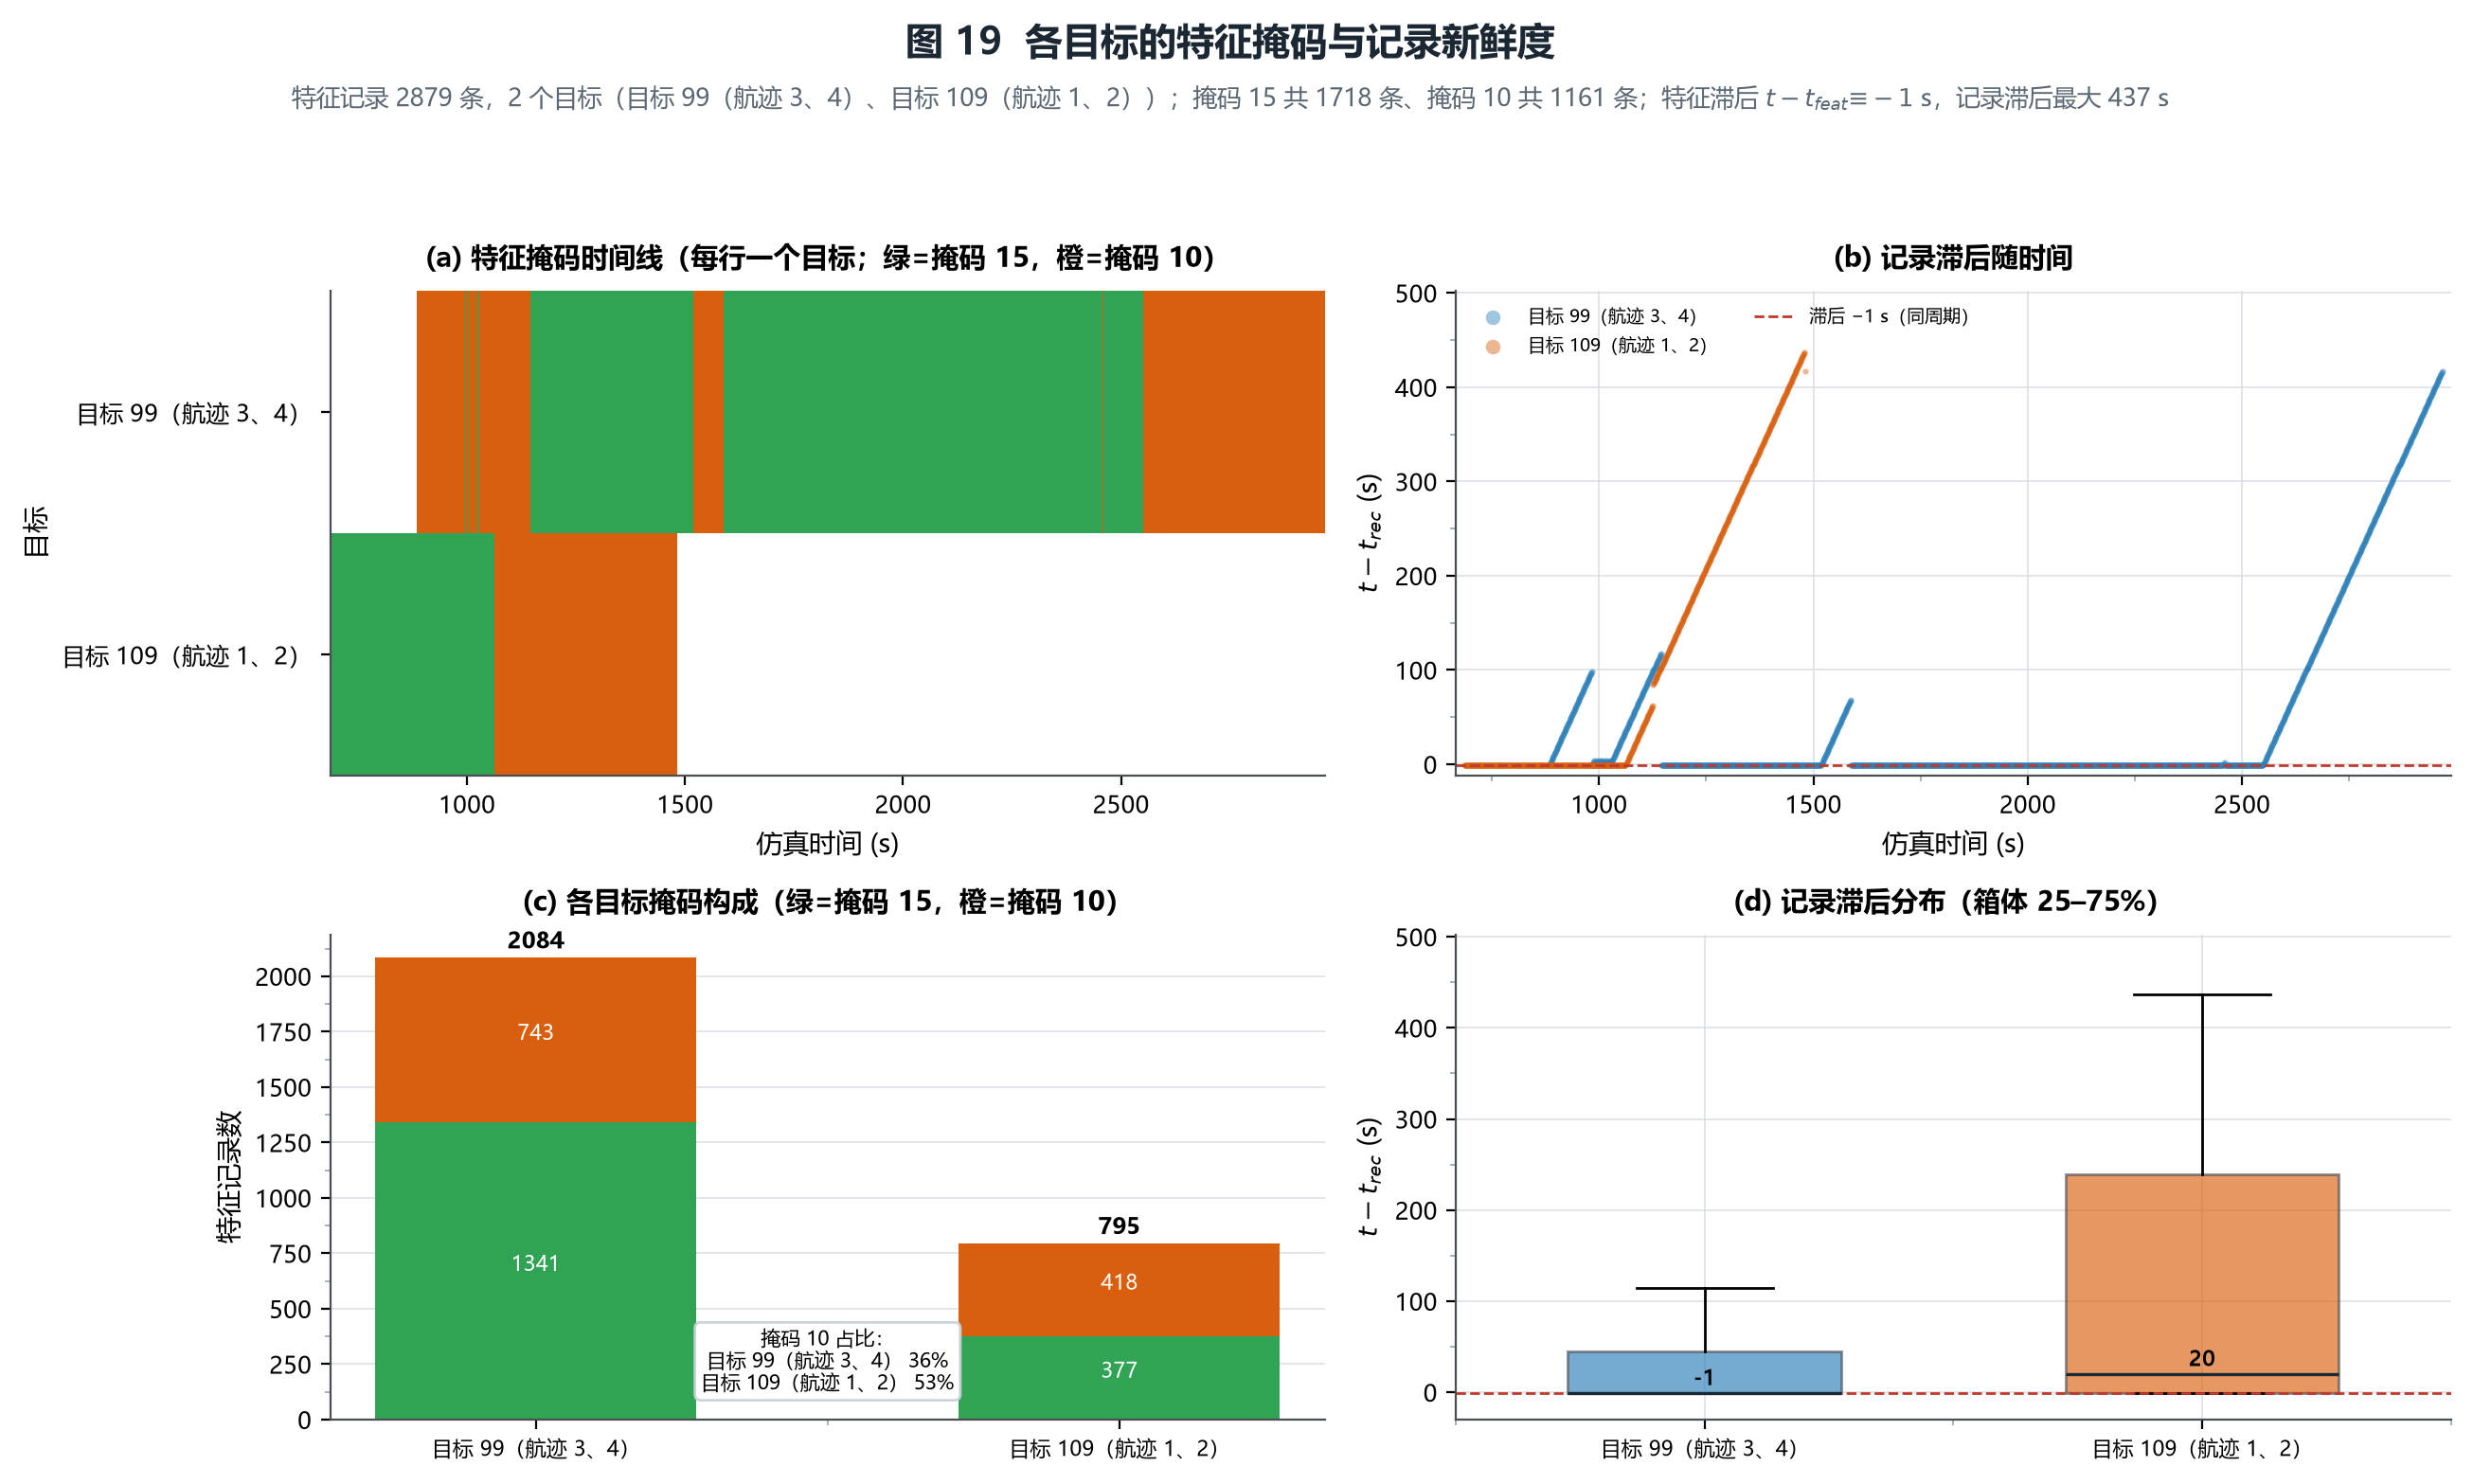 图 19  各目标的特征掩码与记录新鲜度
特征记录 2879 条，2 个目标（目标 99（航迹 3、4）、目标 109（航迹 1、2））；掩码 15 共 1718 条、掩码 10 共 1161 条；特征滞后 t − t_feat ≡ − 1 s，记录滞后最大 437 s
(a) 特征掩码时间线（每行一个目标；绿=掩码 15，橙=掩码 10）
目标
目标 99（航迹 3、4）
目标 109（航迹 1、2）
1000 1500 2000 2500
仿真时间 (s)
(b) 记录滞后随时间
目标 99（航迹 3、4）
目标 109（航迹 1、2）
滞后 −1 s（同周期）
t − t_rec (s)
500
400
300
200
100
0
1000 1500 2000 2500
仿真时间 (s)
(c) 各目标掩码构成（绿=掩码 15，橙=掩码 10）
特征记录数
2000
1750
1500
1250
1000
750
500
250
0
2084
743
1341
795
418
377
掩码 10 占比：
目标 99（航迹 3、4） 36%
目标 109（航迹 1、2） 53%
目标 99（航迹 3、4）
目标 109（航迹 1、2）
(d) 记录滞后分布（箱体 25–75%）
t − t_rec (s)
500
400
300
200
100
0
-1
20
目标 99（航迹 3、4）
目标 109（航迹 1、2）